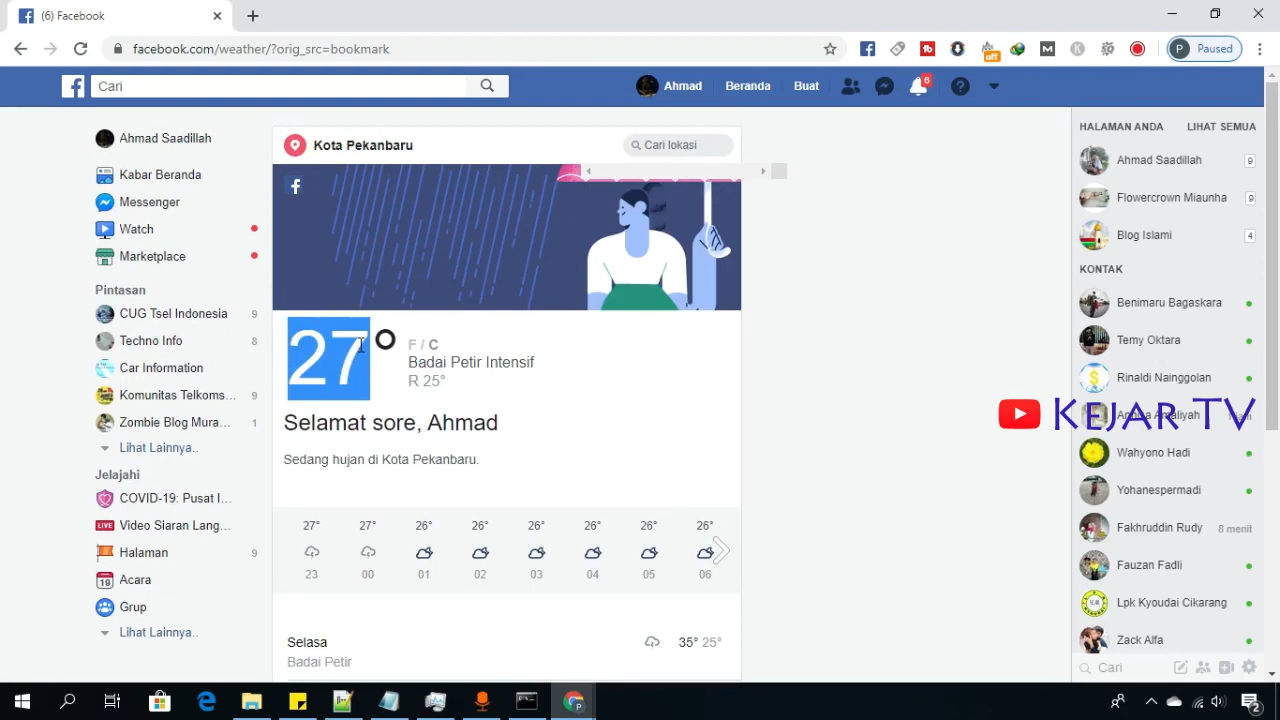 (6) Facebook
facebook.com/weather/?orig_src=bookmark
off
P Paused
Cari
Ahmad
Beranda
Buat
6
Ahmad Saadillah
Kabar Beranda
Messenger
Watch
Marketplace
Pintasan
CUG Tsel Indonesia 9
Techno Info 8
Car Information
Komunitas Telkoms... 9
Zombie Blog Mura... 1
Lihat Lainnya..
Jelajahi
COVID-19: Pusat I...
LIVE Video Siaran Lang...
Halaman 9
19 Acara
Grup
Lihat Lainnya..
Kota Pekanbaru
Cari lokasi
27°
F / C
Badai Petir Intensif
R 25°
Selamat sore, Ahmad
Sedang hujan di Kota Pekanbaru.
27° 27° 26° 26° 26° 26° 26° 26°
23 00 01 02 03 04 05 06
Selasa
35° 25°
Badai Petir
HALAMAN ANDA LIHAT SEMUA
Ahmad Saadillah 9
Flowercrown Miaunha 9
Blog Islami 4
KONTAK
Benimaru Bagaskara
Temy Oktara
Rinaldi Nainggolan
KEJAR TV
Wahyono Hadi
Yohanespermadi
Fakhruddin Rudy 8 menit
Fauzan Fadli
Lpk Kyoudai Cikarang
Zack Alfa
Cari
2